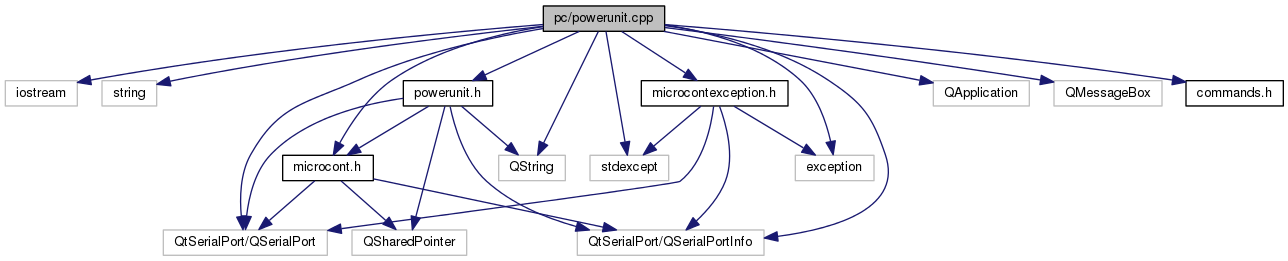 pc/powerunit.cpp
iostream
string
powerunit.h
microcontexception.h
QApplication
QMessageBox
commands.h
microcont.h
QString
stdexcept
exception
QtSerialPort/QSerialPort
QSharedPointer
QtSerialPort/QSerialPortInfo